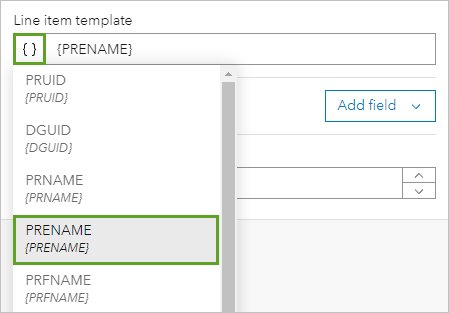 Line item template
{ } {PRENAME}
PRUID
{PRUID}
Add field
DGUID
{DGUID}
PRNAME
{PRNAME}
PRENAME
{PRENAME}
PRFNAME
{PRFNAME}